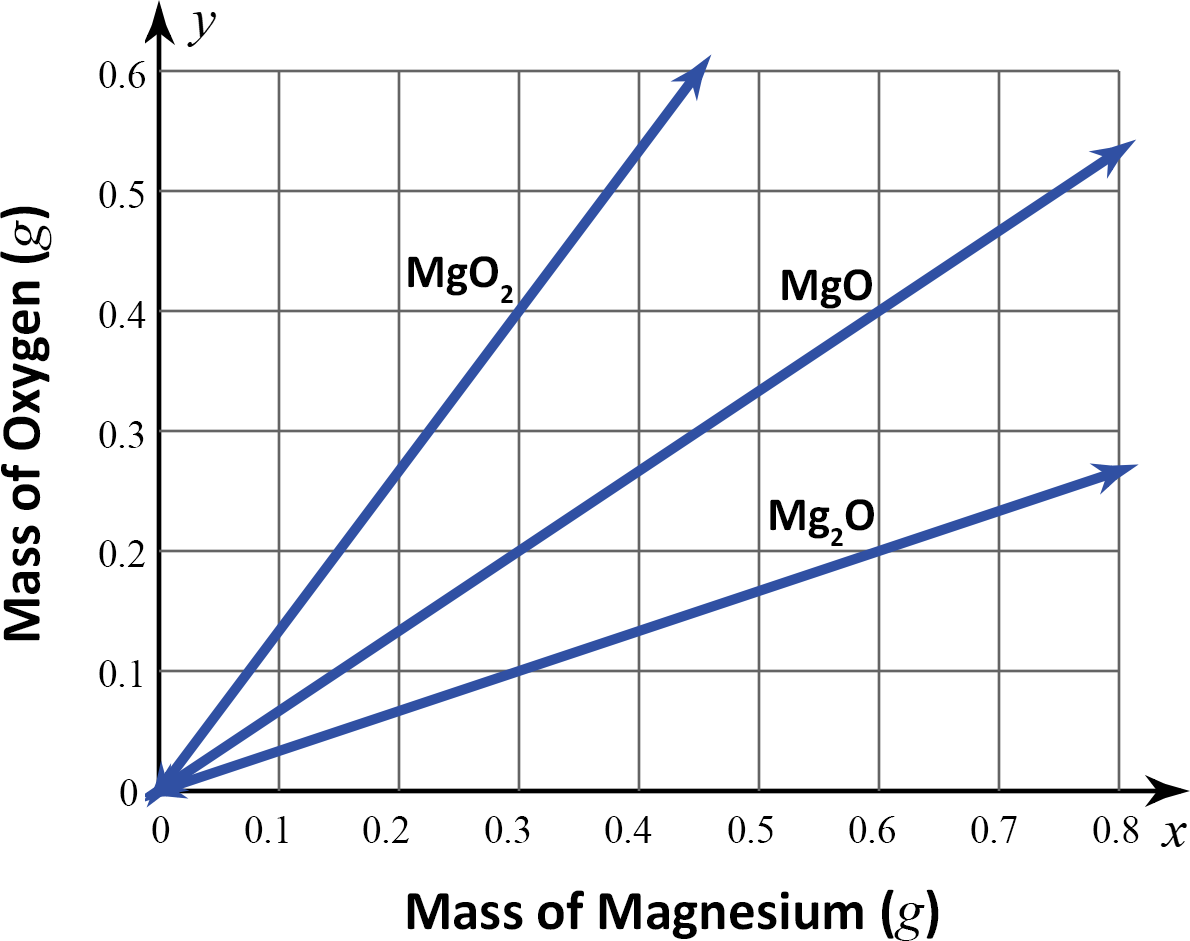 y
0.6
0.5
0.4
0.3
0.2
0.1
0
MgO₂
MgO
Mg₂O
0 0.1 0.2 0.3 0.4 0.5 0.6 0.7 0.8 x
Mass of Oxygen (g)
Mass of Magnesium (g)